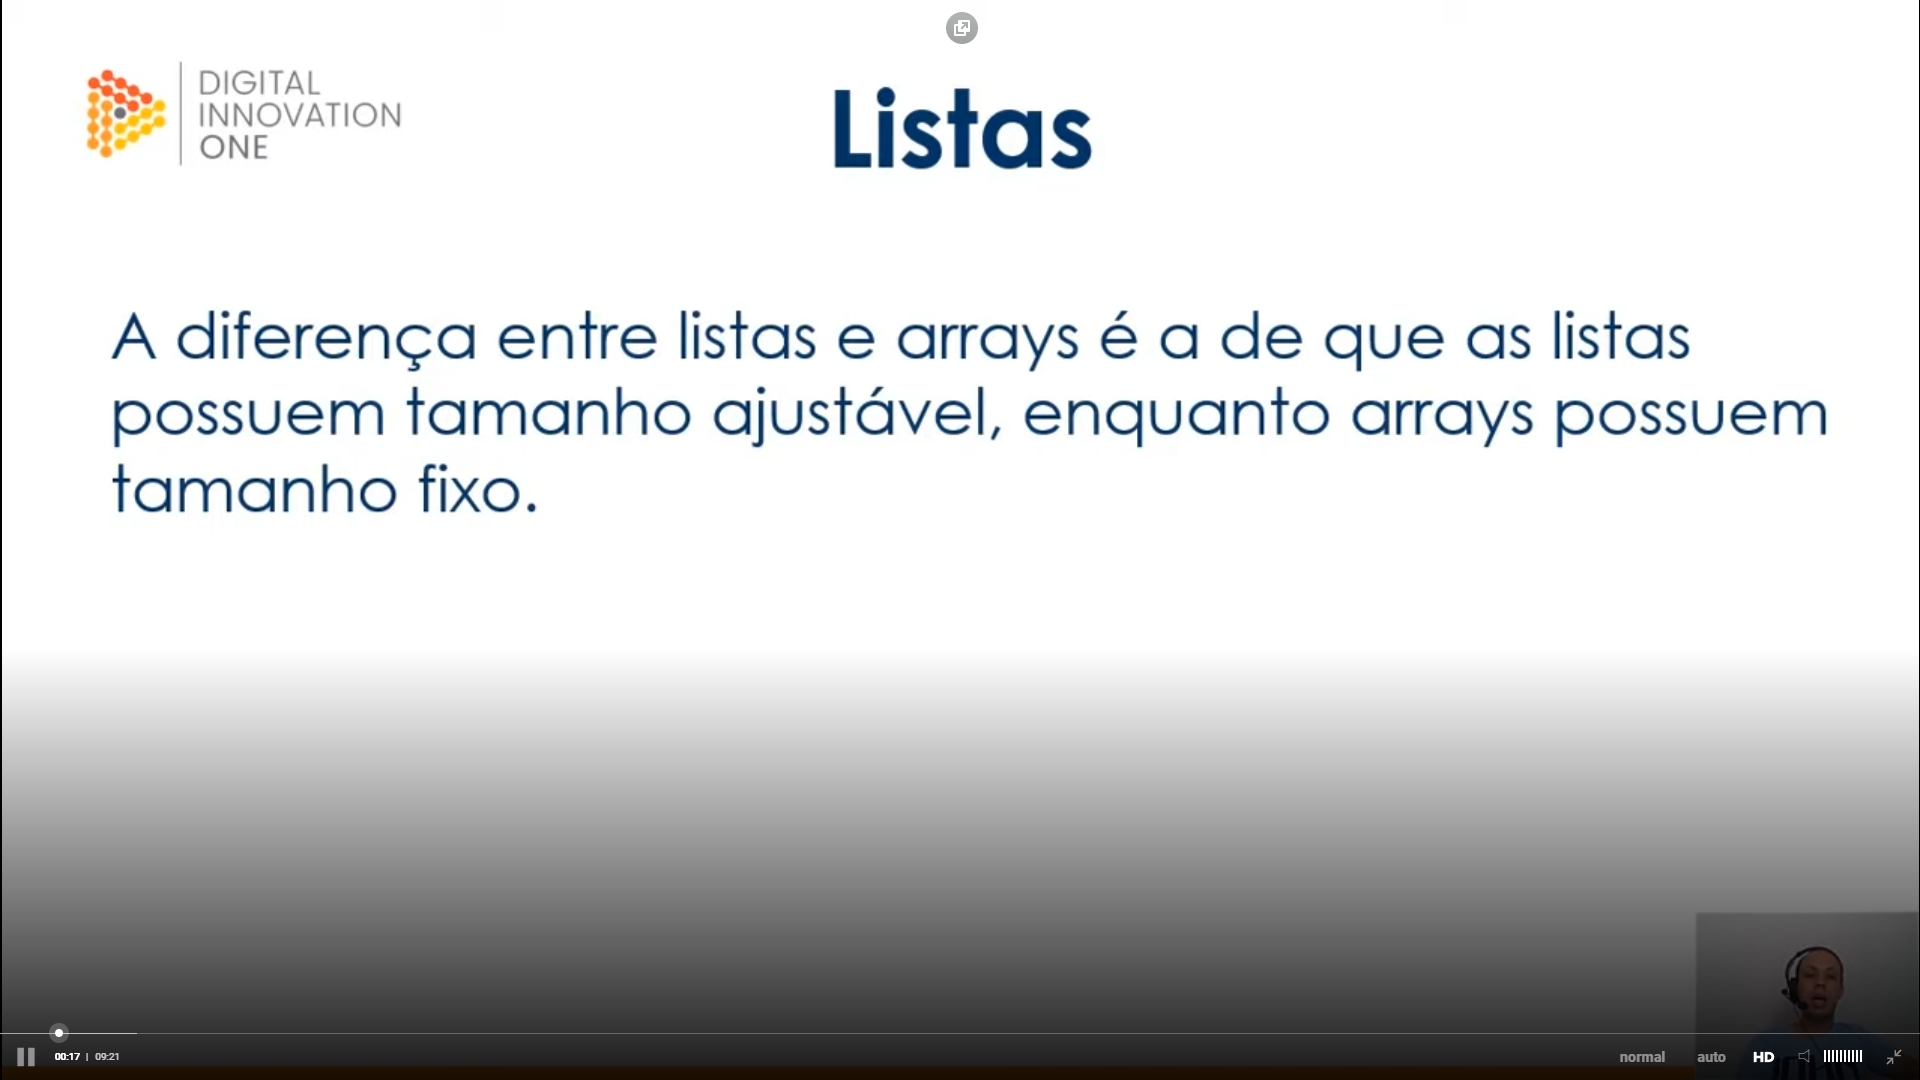 DIGITAL
INNOVATION
ONE
Listas
A diferença entre listas e arrays é a de que as listas
possuem tamanho ajustável, enquanto arrays possuem
tamanho fixo.
00:17 | 09:21
normal auto HD